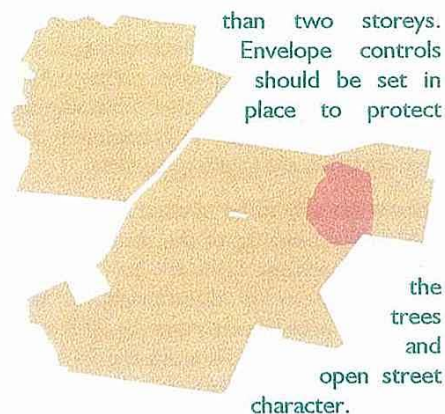 than two storeys.
Envelope controls
should be set in
place to protect
the
trees
and
open street
character.